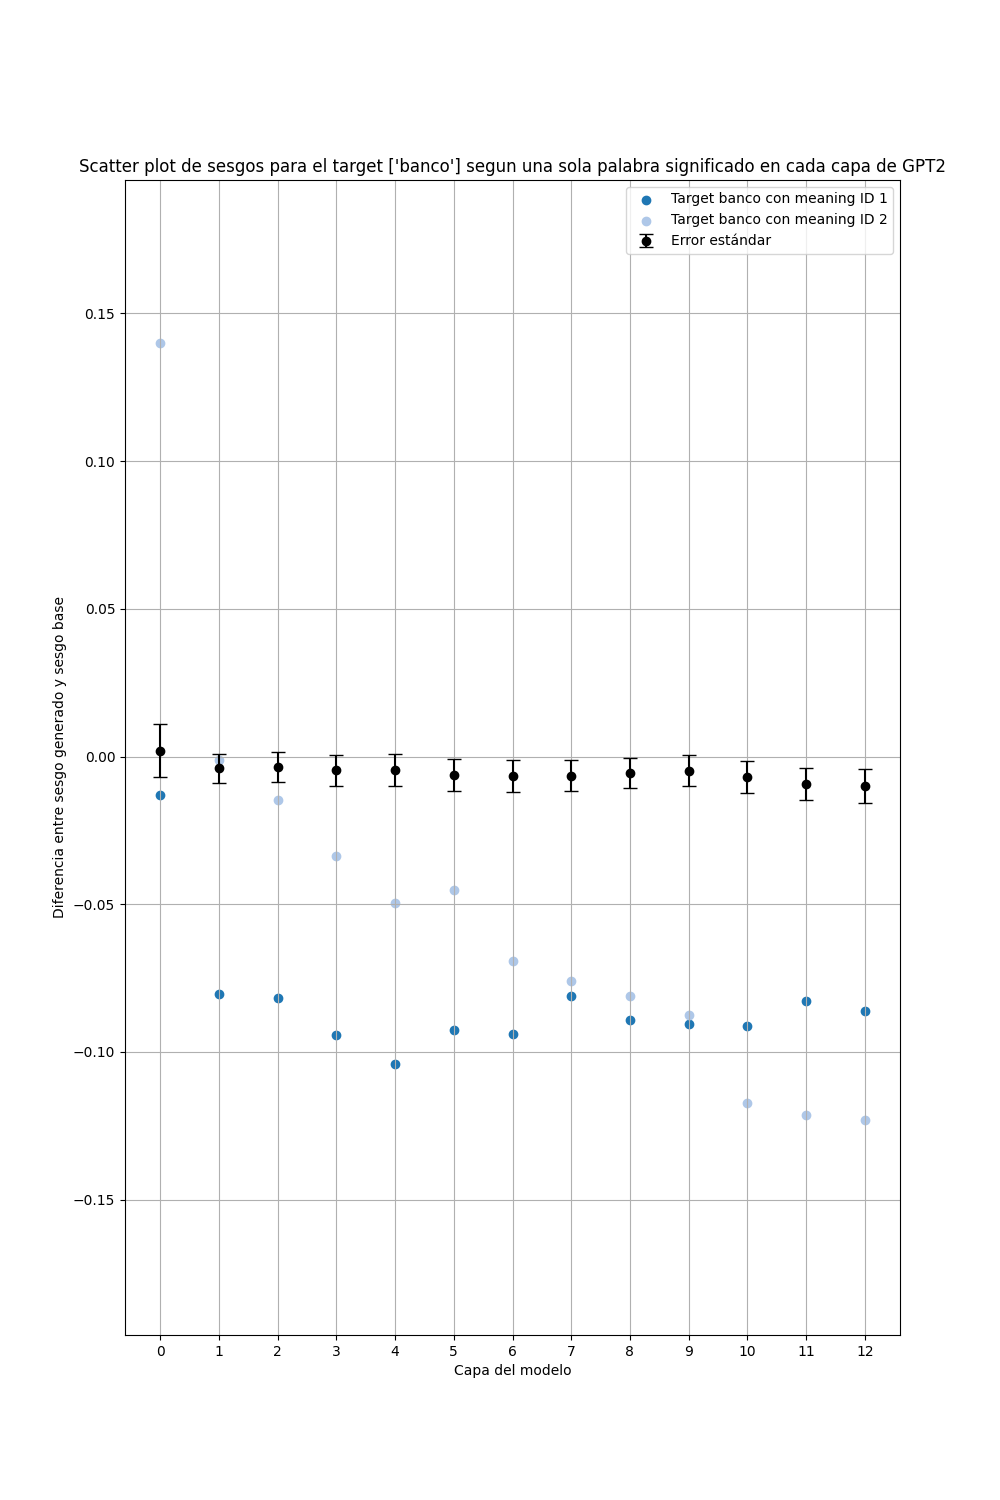 Scatter plot de sesgos para el target ['banco'] segun una sola palabra significado en cada capa de GPT2
Target banco con meaning ID 1
Target banco con meaning ID 2
Error estándar
0.15
0.10
0.05
0.00
−0.05
−0.10
−0.15
Diferencia entre sesgo generado y sesgo base
0 1 2 3 4 5 6 7 8 9 10 11 12
Capa del modelo